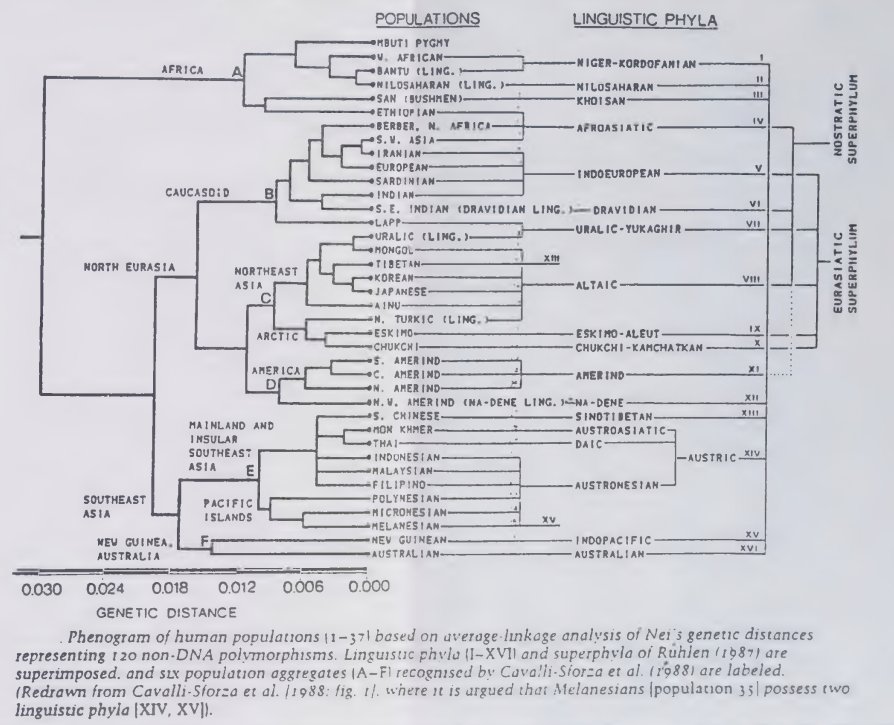 POPULATIONS LINGUISTIC PHYLA
MBUTI PYGMY
W. AFRICAN
BANTU (LING.)
NILOSAHARAN (LING.)
SAN (BUSHMEN)
ETHIOPIAN
BERBER, N. AFRICA
S.W. ASIA
IRANIAN
EUROPEAN
SARDINIAN
INDIAN
S.E. INDIAN (DRAVIDIAN LING.)
LAPP
URALIC (LING.)
MONGOL
TIBETAN XIII
KOREAN
JAPANESE
AINU
N. TURKIC (LING.)
ESKIMO
CHUKCHI
S. AMERIND
C. AMERIND
N. AMERIND
N.W. AMERIND (NA-DENE LING.)
S. CHINESE
MON KHMER
THAI
INDONESIAN
MALAYSIAN
FILIPINO
POLYNESIAN
MICRONESIAN
MELANESIAN XV
NEW GUINEAN
AUSTRALIAN
AFRICA A
CAUCASOID B
NORTH EURASIA
NORTHEAST
ASIA
C
ARCTIC
AMERICA
D
MAINLAND AND
INSULAR
SOUTHEAST
ASIA
E
SOUTHEAST
ASIA
PACIFIC
ISLANDS
NEW GUINEA,
AUSTRALIA
F
NIGER-KORDOFANIAN I
NILOSAHARAN II
KHOISAN III
AFROASIATIC IV
INDOEUROPEAN V
DRAVIDIAN VI
URALIC-YUKAGHIR VII
ALTAIC VIII
ESKIMO-ALEUT IX
CHUKCHI-KAMCHATKAN X
AMERIND XI
NA-DENE XII
SINOTIBETAN XIII
AUSTROASIATIC
DAIC
AUSTRIC XIV
AUSTRONESIAN
INDOPACIFIC XV
AUSTRALIAN XVI
NOSTRATIC
SUPERPHYLUM
EURASIATIC
SUPERPHYLUM
0.030 0.024 0.018 0.012 0.006 0.000
GENETIC DISTANCE
. Phenogram of human populations (1–37) based on average-linkage analysis of Nei's genetic distances
representing 120 non-DNA polymorphisms. Linguistic phyla (I–XVI) and superphyla of Rühlen (1987) are
superimposed, and six population aggregates (A–F) recognised by Cavalli-Sforza et al. (1988) are labeled.
(Redrawn from Cavalli-Sforza et al. [1988: fig. 1], where it is argued that Melanesians [population 35] possess two
linguistic phyla [XIV, XV]).